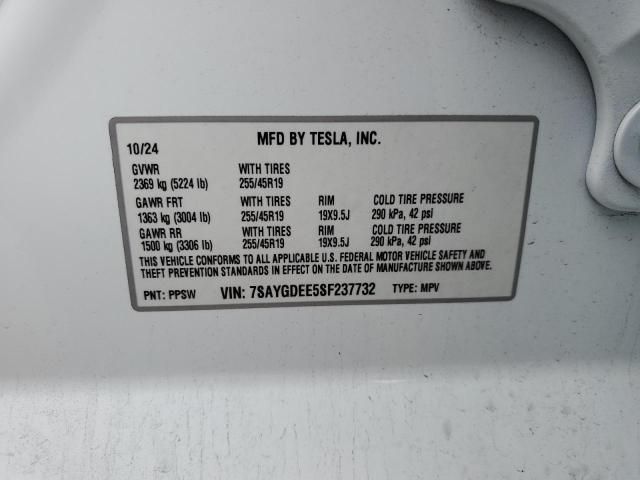 10/24 MFD BY TESLA, INC.
GVWR WITH TIRES
2369 kg (5224 lb) 255/45R19
GAWR FRT WITH TIRES RIM COLD TIRE PRESSURE
1363 kg (3004 lb) 255/45R19 19X9.5J 290 kPa, 42 psi
GAWR RR WITH TIRES RIM COLD TIRE PRESSURE
1500 kg (3306 lb) 255/45R19 19X9.5J 290 kPa, 42 psi
THIS VEHICLE CONFORMS TO ALL APPLICABLE U.S. FEDERAL MOTOR VEHICLE SAFETY AND
THEFT PREVENTION STANDARDS IN EFFECT ON THE DATE OF MANUFACTURE SHOWN ABOVE.
PNT: PPSW VIN: 7SAYGDEE5SF237732 TYPE: MPV